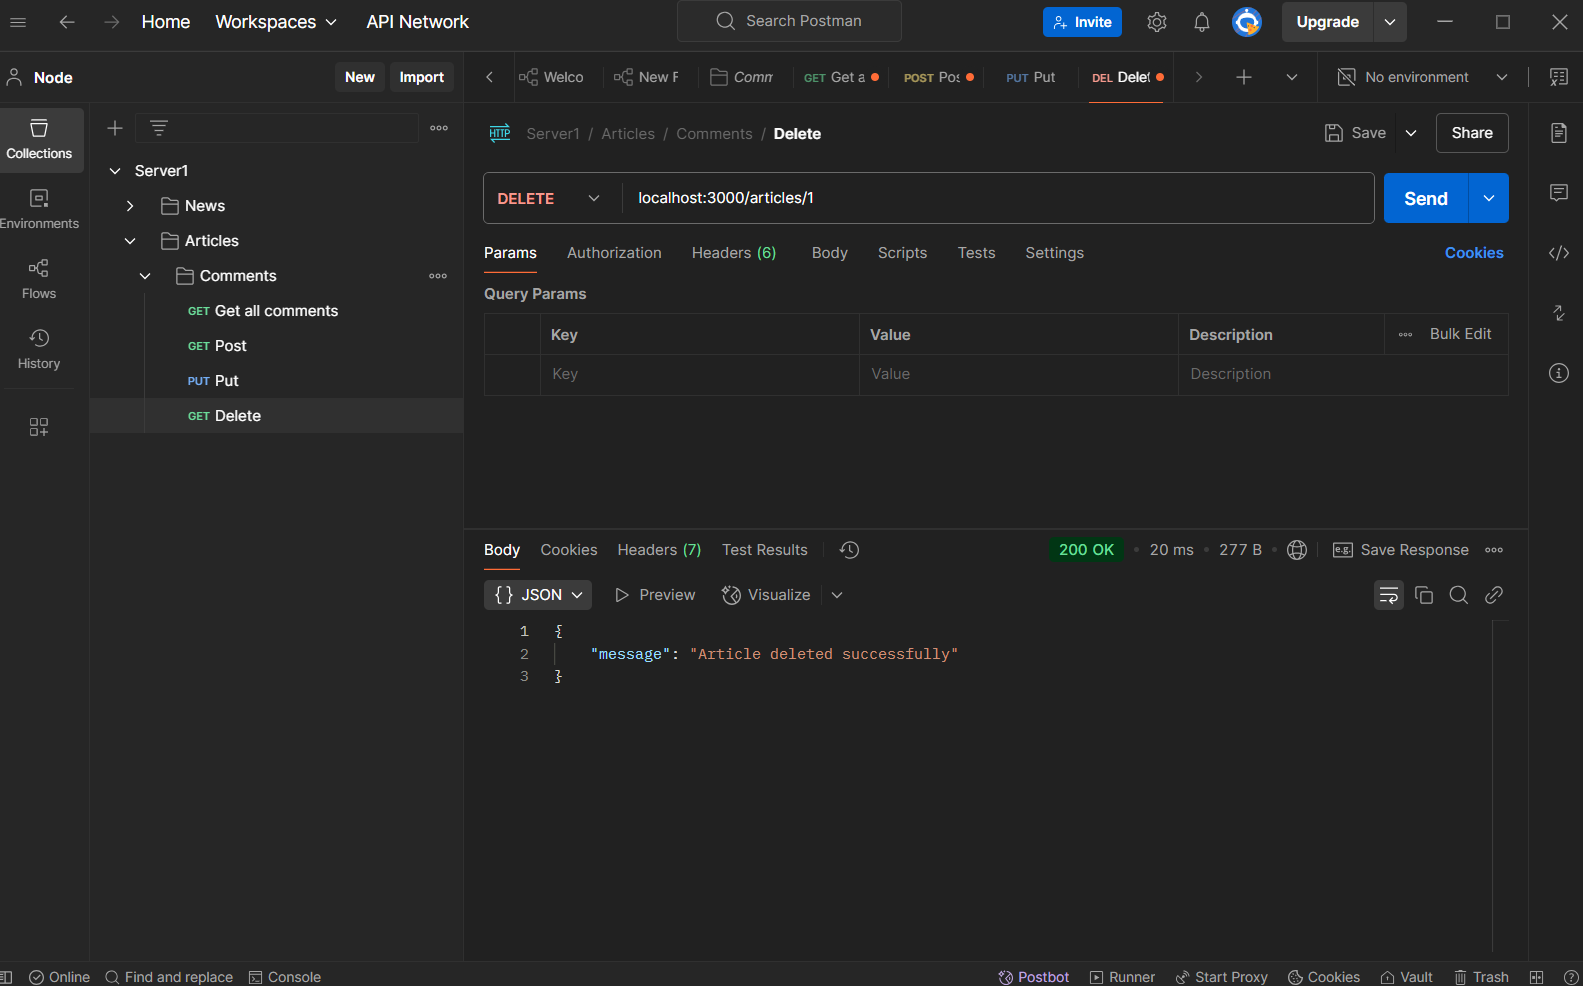 Home Workspaces API Network Search Postman Invite Upgrade
Node New Import Welco New F Comm GET Get a POST Pos PUT Put DEL Delet No environment
Collections
Environments
Flows
History
Server1
News
Articles
Comments
GET Get all comments
GET Post
PUT Put
GET Delete
HTTP Server1 / Articles / Comments / Delete Save Share
DELETE localhost:3000/articles/1 Send
Params Authorization Headers (6) Body Scripts Tests Settings Cookies
Query Params
Key Value Description Bulk Edit
Key Value Description
Body Cookies Headers (7) Test Results 200 OK 20 ms 277 B e.g. Save Response
{ } JSON Preview Visualize
1 {
2 "message": "Article deleted successfully"
3 }
Online Find and replace Console Postbot Runner Start Proxy Cookies Vault Trash